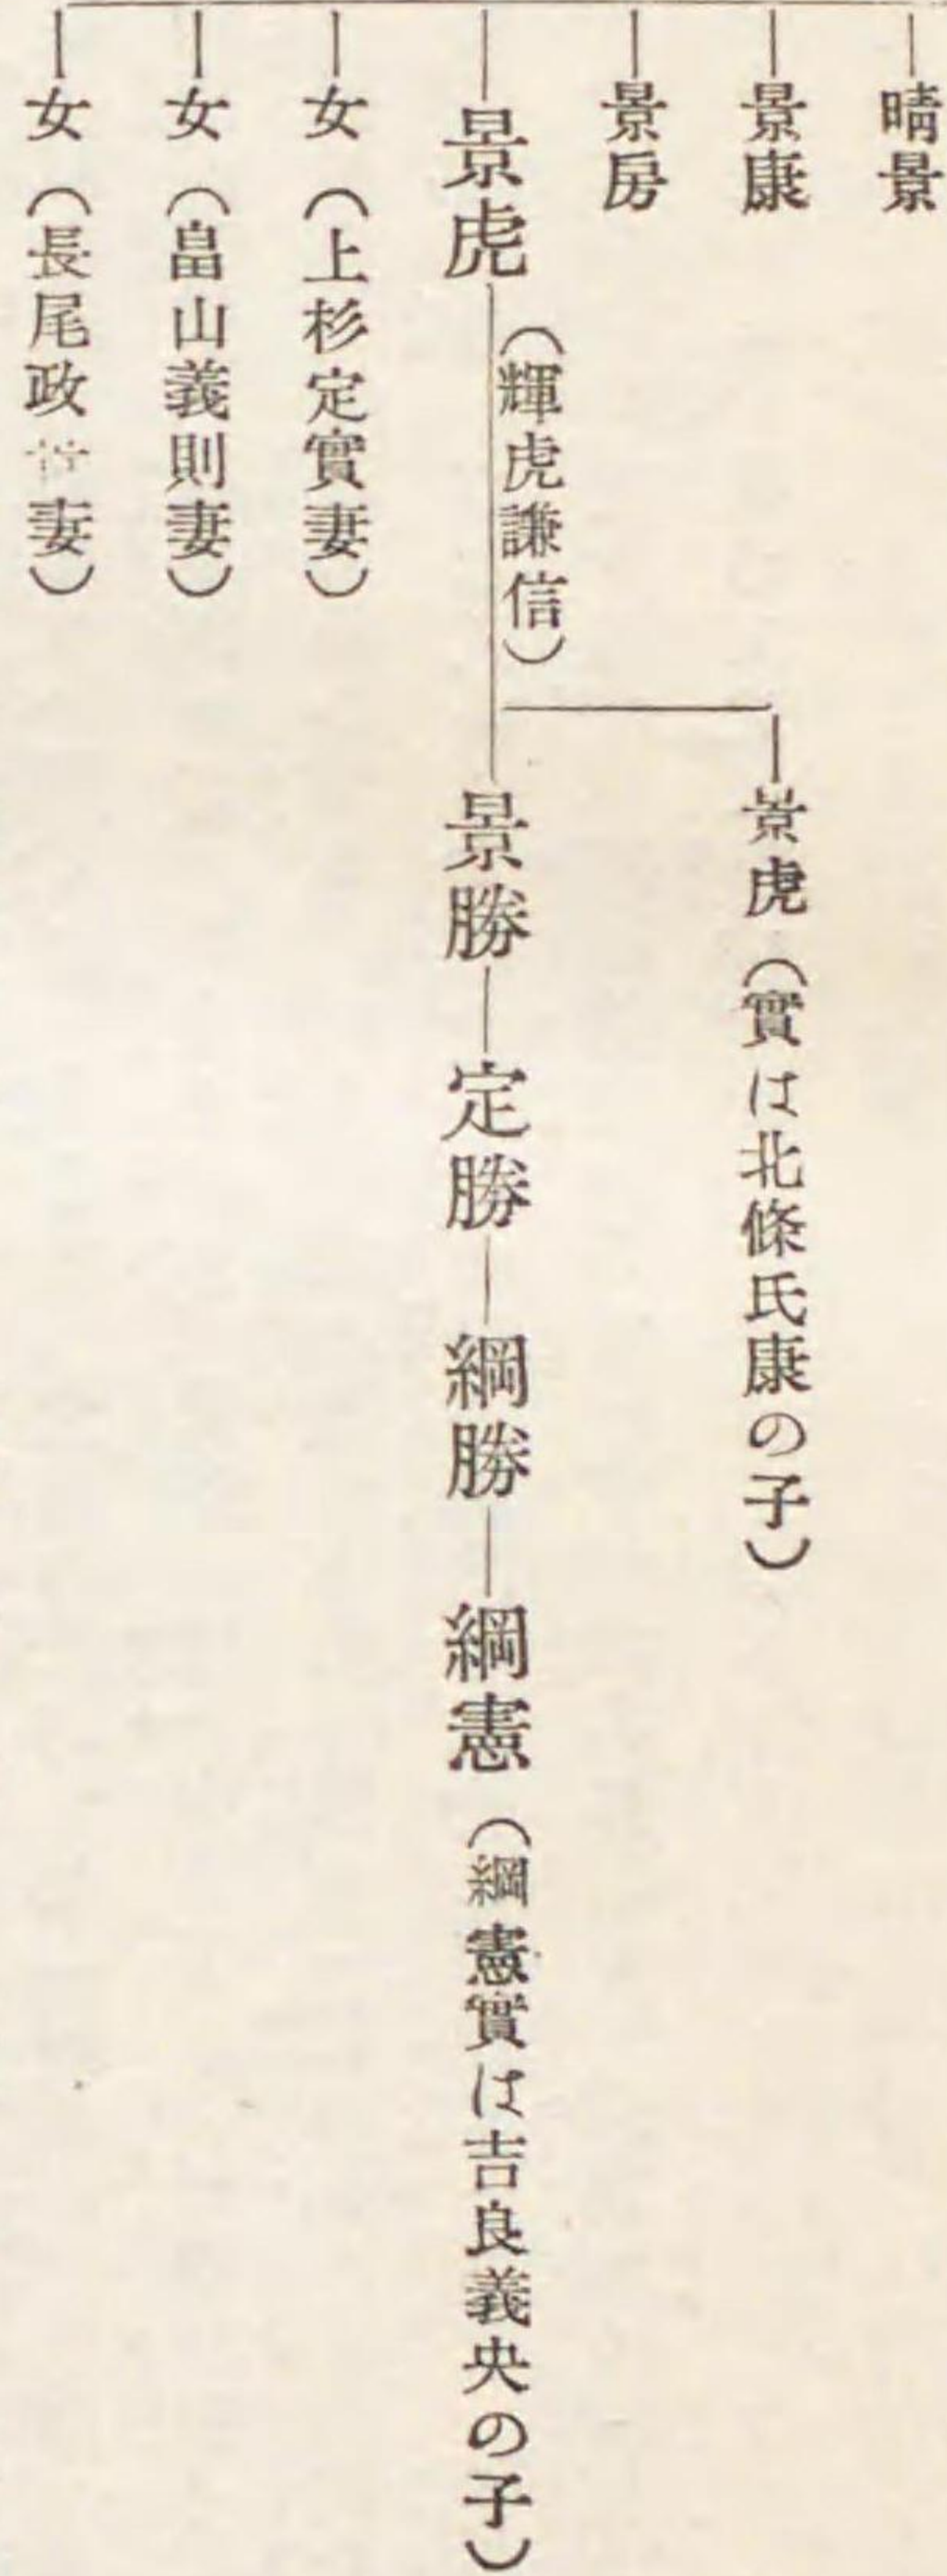 晴景
景康
景房
景虎
(輝虎謙信)
景虎(實は北條氏康の子)
景勝
定勝
綱勝
綱憲(綱憲實は吉良義央の子)
女(上杉定實妻)
女(畠山義則妻)
女(長尾政 妻)